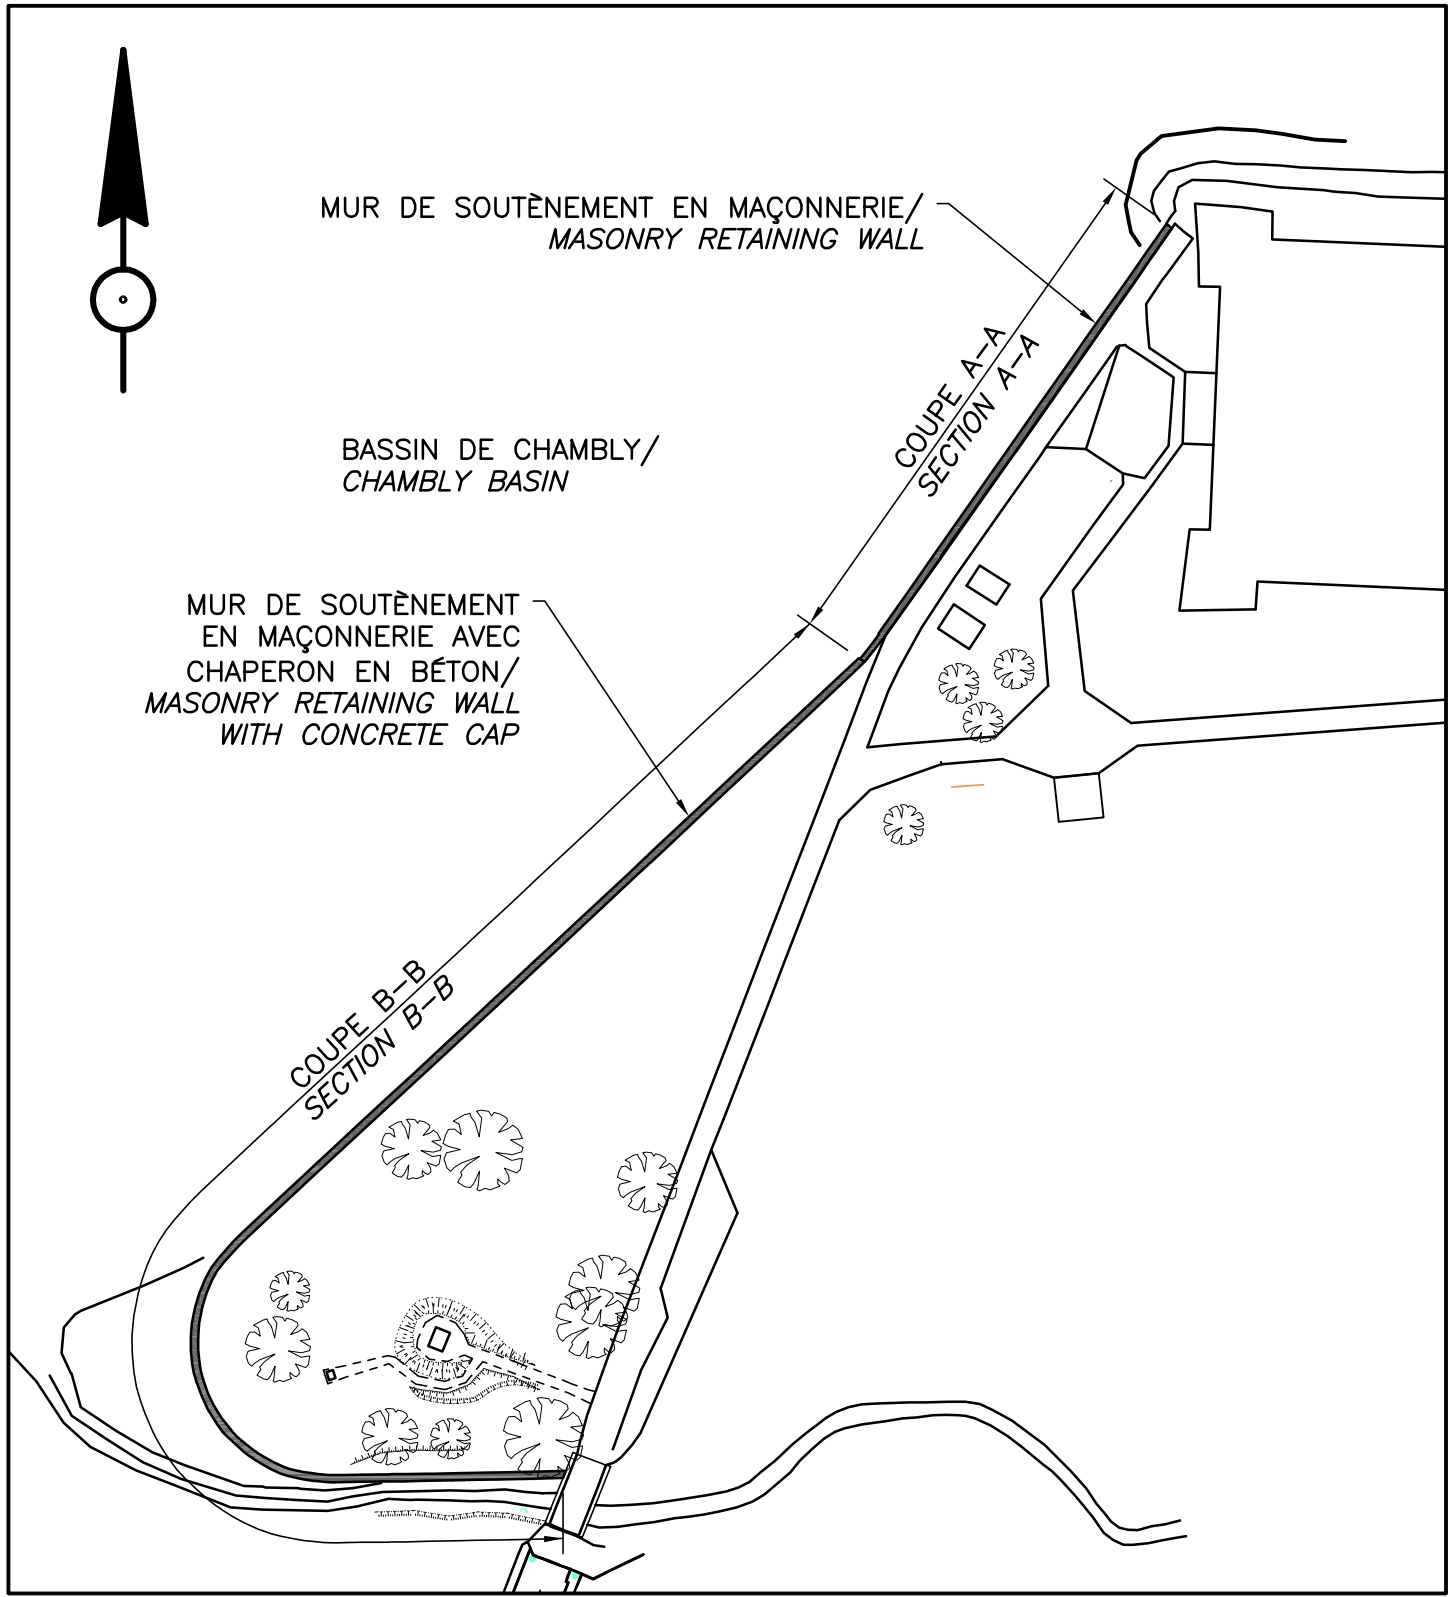 MUR DE SOUTÈNEMENT EN MAÇONNERIE/
MASONRY RETAINING WALL
COUPE A-A
SECTION A-A
BASSIN DE CHAMBLY/
CHAMBLY BASIN
MUR DE SOUTÈNEMENT
EN MAÇONNERIE AVEC
CHAPERON EN BÉTON/
MASONRY RETAINING WALL
WITH CONCRETE CAP
COUPE B-B
SECTION B-B